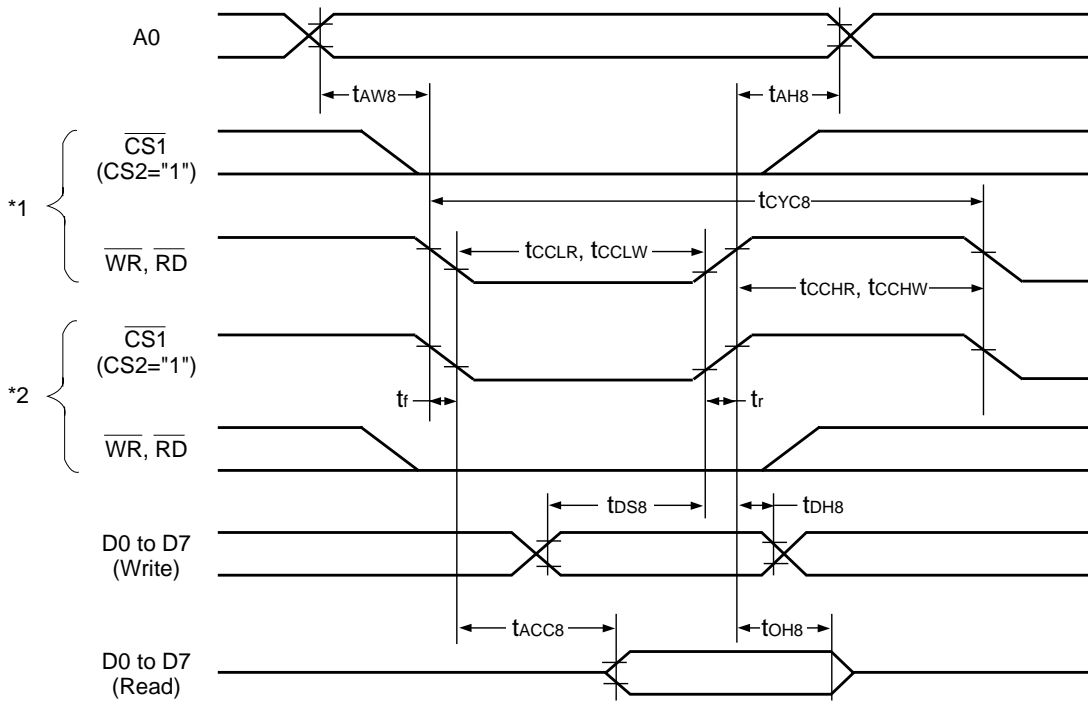 A0
tAW8
tAH8
*1
CS1
(CS2="1")
tCYC8
WR, RD
tCCLR, tCCLW
tCCHR, tCCHW
*2
CS1
(CS2="1")
tf
tr
WR, RD
tDS8
tDH8
D0 to D7
(Write)
tACC8
tOH8
D0 to D7
(Read)